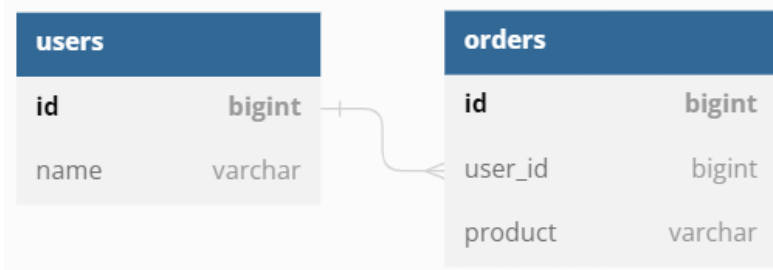 users
id bigint
name varchar
orders
id bigint
user_id bigint
product varchar